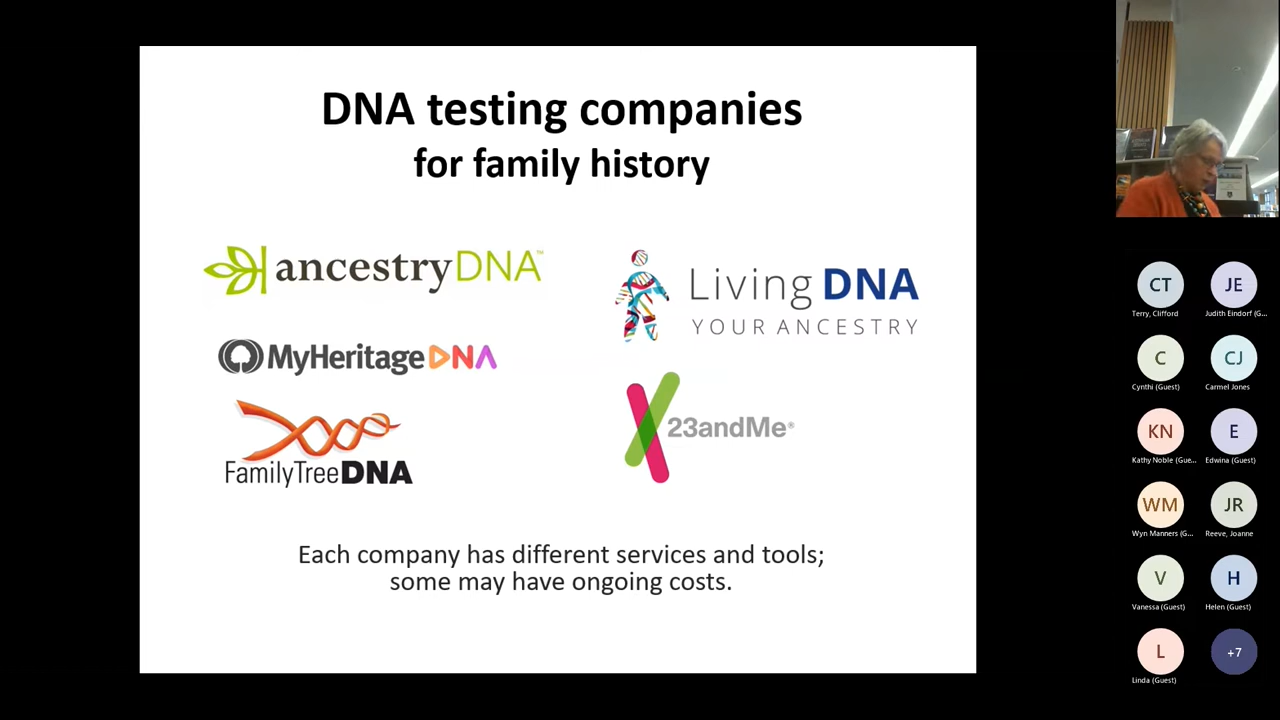 DNA testing companies
for family history
ancestryDNA™
Living DNA
YOUR ANCESTRY
MyHeritage DNA
23andMe®
FamilyTreeDNA
Each company has different services and tools;
some may have ongoing costs.
CT
JE
Terry, Clifford
Judith Eindorf (G...
C
CJ
Cynthi (Guest)
Carmel Jones
KN
E
Kathy Noble (Gue...
Edwina (Guest)
WM
JR
Wyn Manners (G...
Reeve, Joanne
V
H
Vanessa (Guest)
Helen (Guest)
L
+7
Linda (Guest)